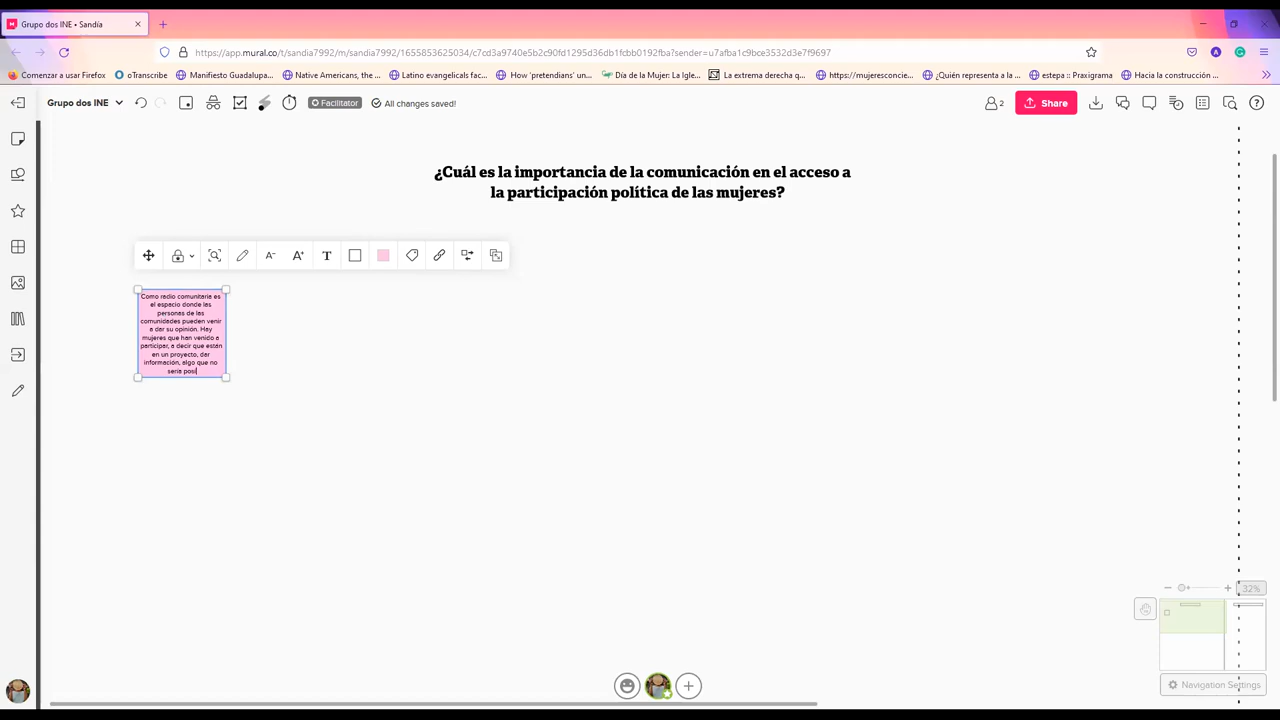 Grupo dos INE • Sandía
https://app.mural.co/t/sandia7992/m/sandia7992/1655853625034/c7cd3a9740e5b2c90fd1295d36db1fcbb0192fba?sender=u7afba1c9bce3532d3e7f9697
Comenzar a usar Firefox
oTranscribe
Manifiesto Guadalupa...
Native Americans, the...
Latino evangelicals fac...
How 'pretendians' un...
Día de la Mujer: La Igle...
La extrema derecha q...
https://mujeresconcie...
¿Quién representa a la ...
estepa :: Praxigrama
Hacia la construcción ...
Grupo dos INE
Facilitator
All changes saved!
2
Share
¿Cuál es la importancia de la comunicación en el acceso a
la participación política de las mujeres?
A-
A+
T
Como radio comunitaria es
el espacio donde las
personas de las
comunidades pueden venir
a dar su opinión. Hay
mujeres que han venido a
participar, a decir que están
en un proyecto, dar
información, algo que no
sería posi
32%
Navigation Settings